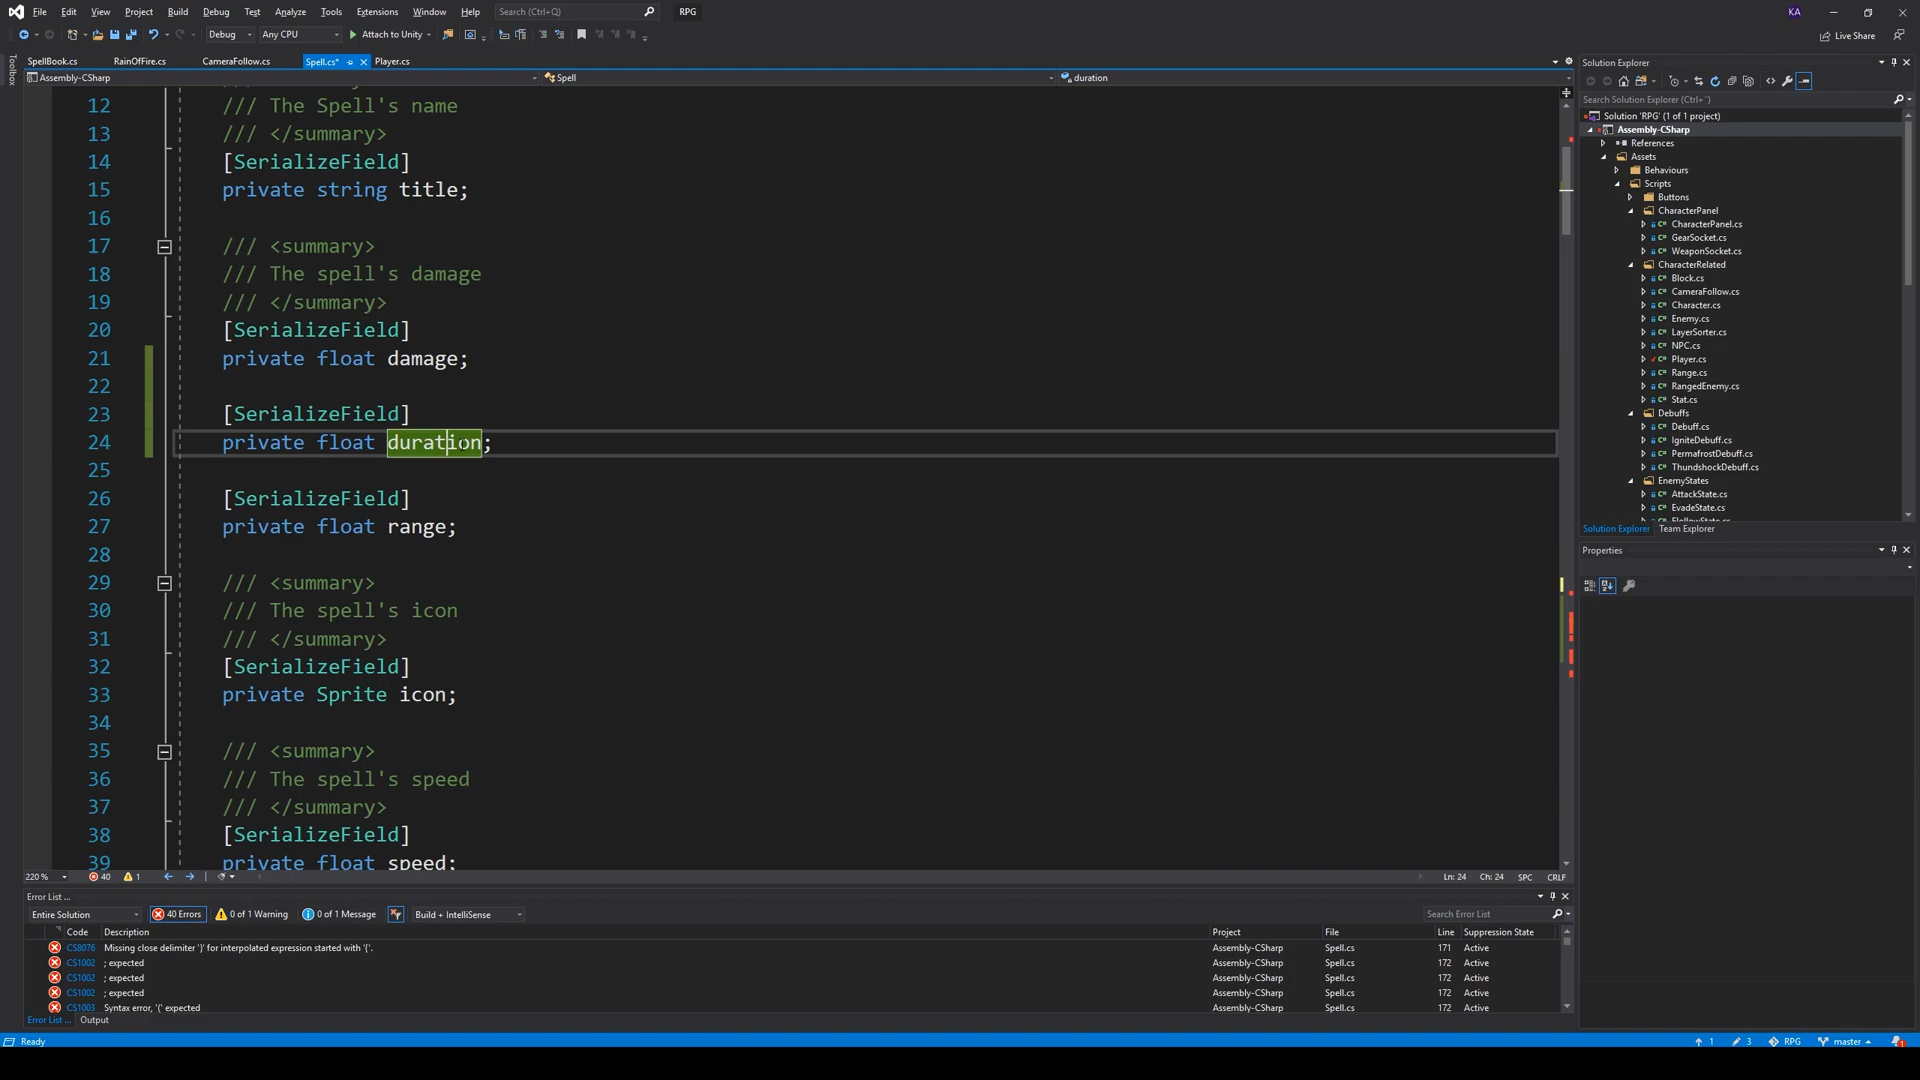 File Edit View Project Build Debug Test Analyze Tools Extensions Window Help Search (Ctrl+Q) RPG KA
Debug Any CPU Attach to Unity Live Share
Toolbox
SpellBook.cs RainOfFire.cs CameraFollow.cs Spell.cs* Player.cs
Assembly-CSharp Spell duration
12 /// The Spell's name
13 /// </summary>
14 [SerializeField]
15 private string title;
16
17 /// <summary>
18 /// The spell's damage
19 /// </summary>
20 [SerializeField]
21 private float damage;
22
23 [SerializeField]
24 private float duration;
25
26 [SerializeField]
27 private float range;
28
29 /// <summary>
30 /// The spell's icon
31 /// </summary>
32 [SerializeField]
33 private Sprite icon;
34
35 /// <summary>
36 /// The spell's speed
37 /// </summary>
38 [SerializeField]
39 private float speed;
220 % 40 1 Ln: 24 Ch: 24 SPC CRLF
Error List ...
Entire Solution 40 Errors 0 of 1 Warning 0 of 1 Message Build + IntelliSense Search Error List
Code Description Project File Line Suppression State
CS8076 Missing close delimiter '}' for interpolated expression started with '{'. Assembly-CSharp Spell.cs 171 Active
CS1002 ; expected Assembly-CSharp Spell.cs 172 Active
CS1002 ; expected Assembly-CSharp Spell.cs 172 Active
CS1002 ; expected Assembly-CSharp Spell.cs 172 Active
CS1003 Syntax error, '(' expected Assembly-CSharp Spell.cs 172 Active
Error List ... Output
Ready 1 3 RPG master
Solution Explorer
Search Solution Explorer (Ctrl+¨)
Solution 'RPG' (1 of 1 project)
Assembly-CSharp
References
Assets
Behaviours
Scripts
Buttons
CharacterPanel
CharacterPanel.cs
GearSocket.cs
WeaponSocket.cs
CharacterRelated
Block.cs
CameraFollow.cs
Character.cs
Enemy.cs
LayerSorter.cs
NPC.cs
Player.cs
Range.cs
RangedEnemy.cs
Stat.cs
Debuffs
Debuff.cs
IgniteDebuff.cs
PermafrostDebuff.cs
ThundshockDebuff.cs
EnemyStates
AttackState.cs
EvadeState.cs
Solution Explorer Team Explorer
Properties